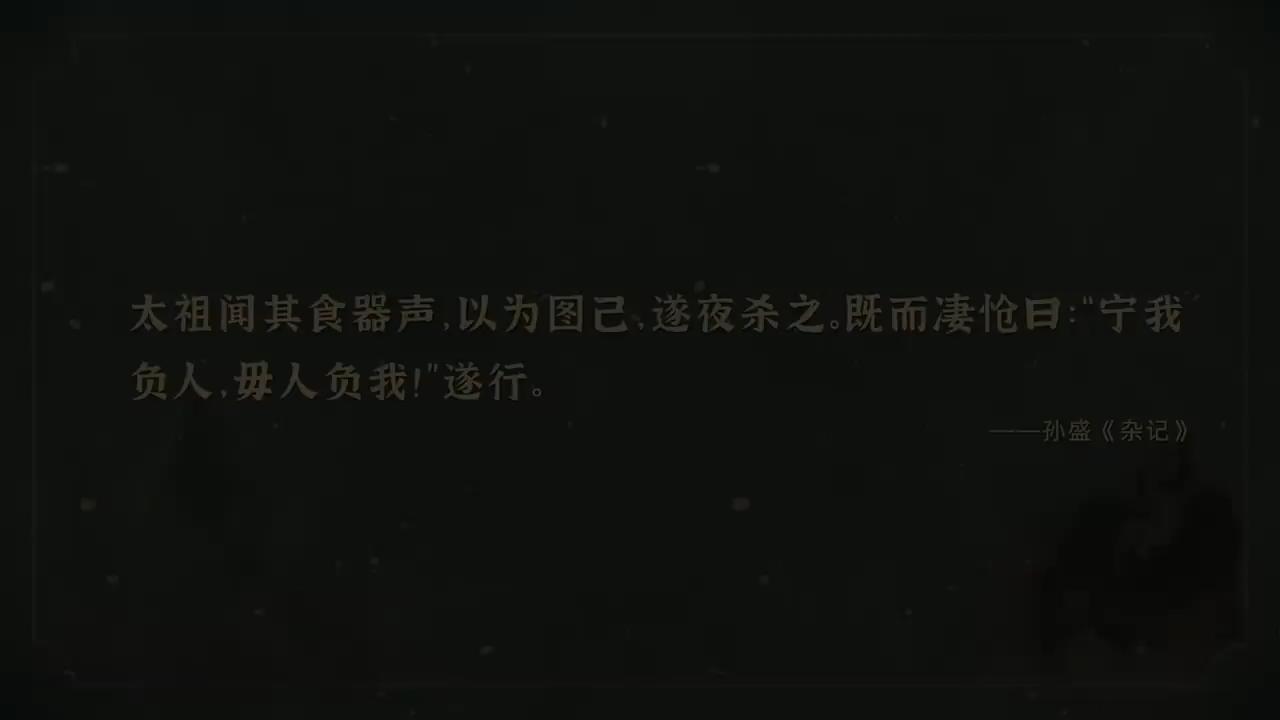 太祖闻其食器声,以为图己,遂夜杀之。既而凄怆曰:“宁我
负人,毋人负我!”遂行。
——孙盛《杂记》